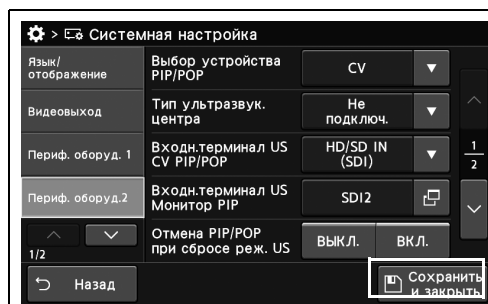 > Системная настройка
Язык/
отображение
Видеовыход
Периф. оборуд. 1
Периф. оборуд.2
1/2
Назад
Выбор устройства
PIP/POP
CV
Тип ультразвук.
центра
Не
подключ.
Входн.терминал US
CV PIP/POP
HD/SD IN
(SDI)
Входн.терминал US
Монитор PIP
SDI2
Отмена PIP/POP
при сбросе реж. US
ВЫКЛ.
ВКЛ.
1
2
Сохранить
и закрыть